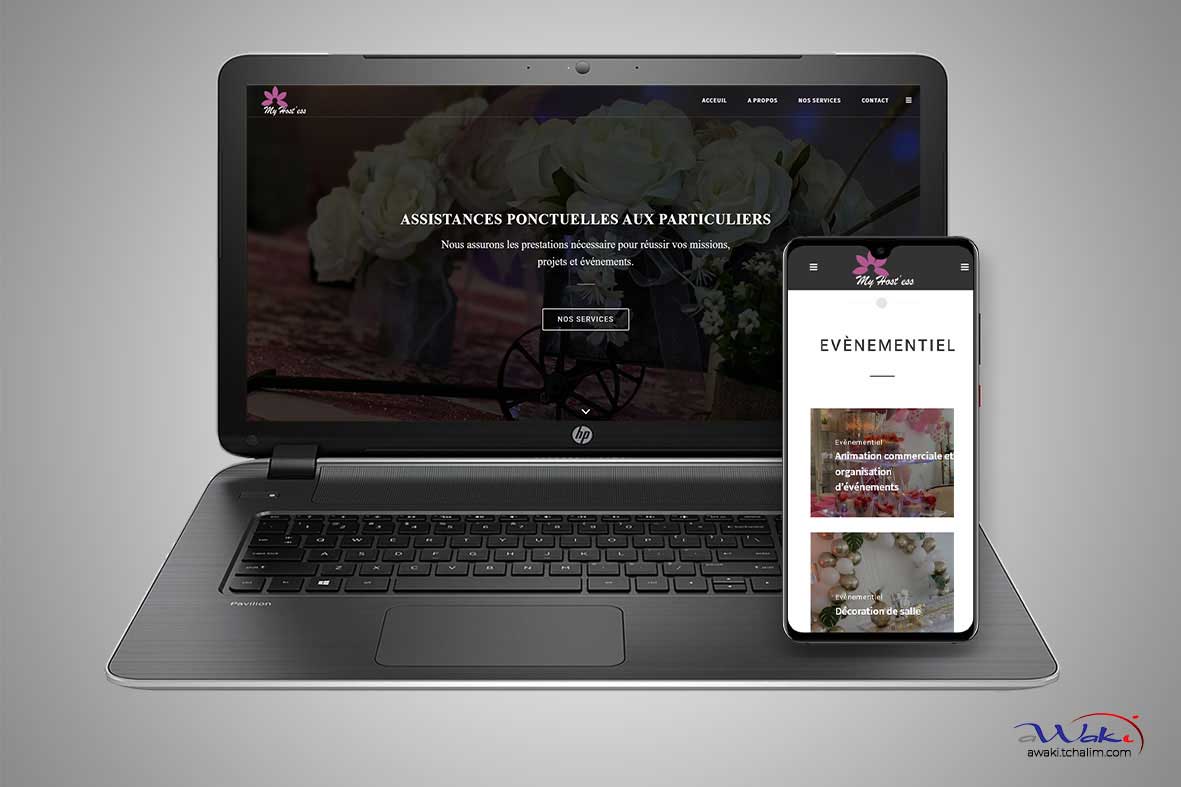 My Host'ess
ACCEUIL A PROPOS NOS SERVICES CONTACT
ASSISTANCES PONCTUELLES AUX PARTICULIERS
Nous assurons les prestations nécessaire pour réussir vos missions,
projets et événements.
NOS SERVICES
hp
Pavilion
My Host'ess
EVÈNEMENTIEL
Evénementiel
Animation commerciale et
organisation
d'événements
Evénementiel
Décoration de salle
aWaki
awaki.tchalim.com